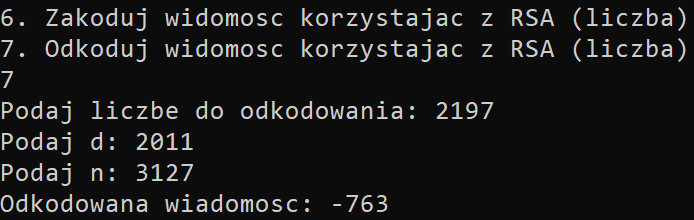 6. Zakoduj widomosc korzystajac z RSA (liczba)
7. Odkoduj widomosc korzystajac z RSA (liczba)
7
Podaj liczbe do odkodowania: 2197
Podaj d: 2011
Podaj n: 3127
Odkodowana wiadomosc: -763